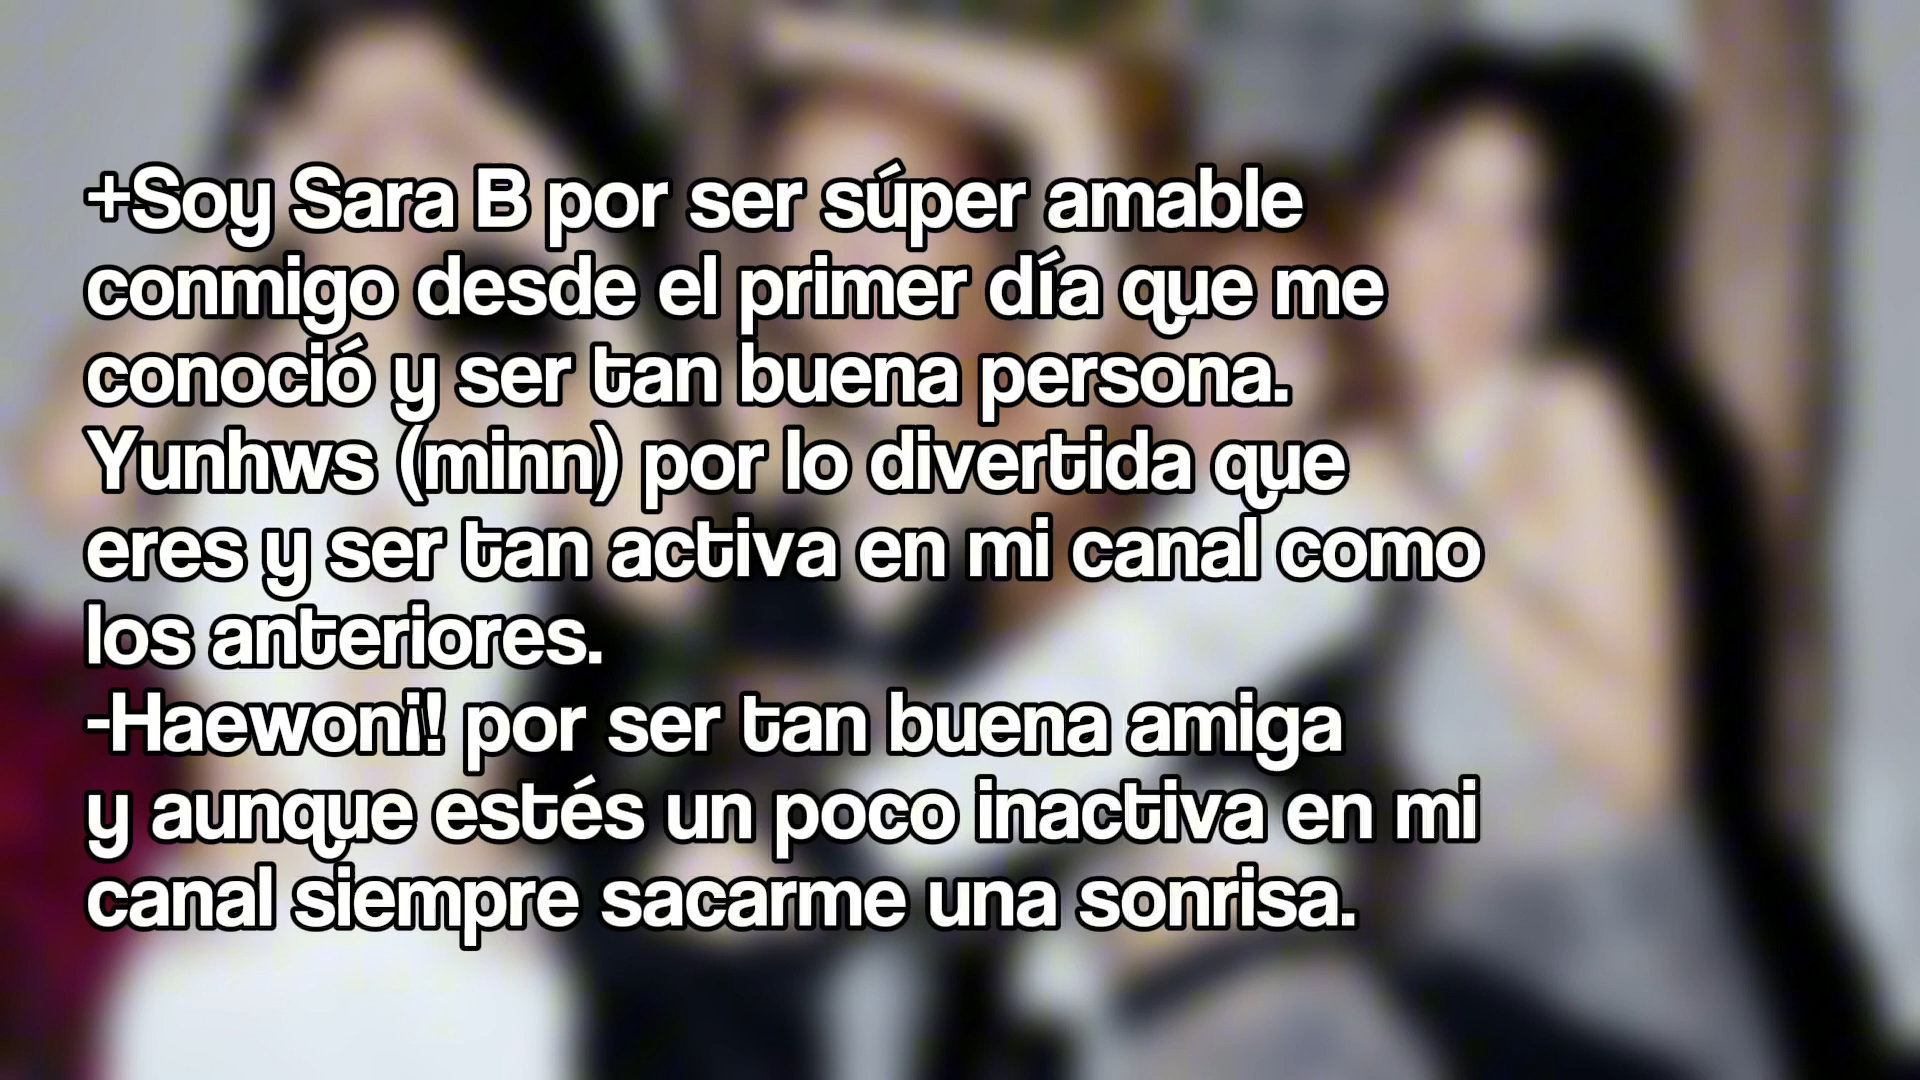 +Soy Sara B por ser súper amable
conmigo desde el primer día que me
conoció y ser tan buena persona.
Yunhws (minn) por lo divertida que
eres y ser tan activa en mi canal como
los anteriores.
-Haewon¡! por ser tan buena amiga
y aunque estés un poco inactiva en mi
canal siempre sacarme una sonrisa.